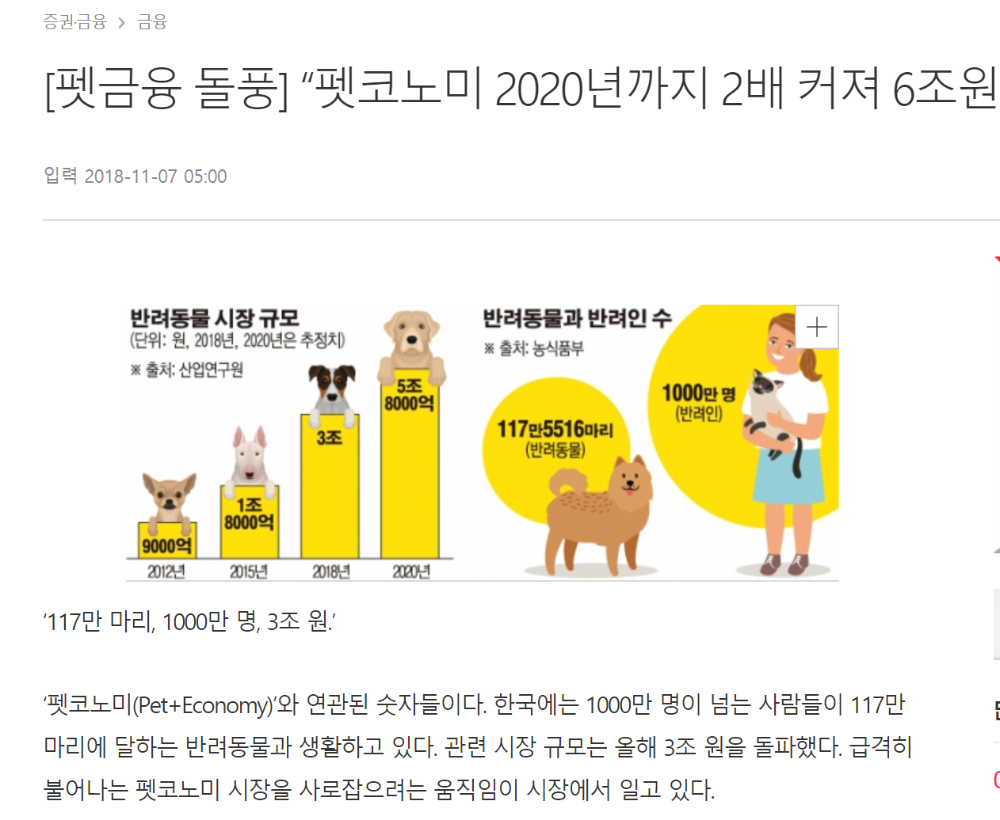 증권·금융 > 금융
[펫금융 돌풍] “펫코노미 2020년까지 2배 커져 6조원
입력 2018-11-07 05:00
반려동물 시장 규모
(단위: 원, 2018년, 2020년은 추정치)
※ 출처: 산업연구원
9000억
1조
8000억
3조
5조
8000억
2012년 2015년 2018년 2020년
반려동물과 반려인 수
※ 출처: 농식품부
117만5516마리
(반려동물)
1000만 명
(반려인)
‘117만 마리, 1000만 명, 3조 원.’
‘펫코노미(Pet+Economy)’와 연관된 숫자들이다. 한국에는 1000만 명이 넘는 사람들이 117만
마리에 달하는 반려동물과 생활하고 있다. 관련 시장 규모는 올해 3조 원을 돌파했다. 급격히
불어나는 펫코노미 시장을 사로잡으려는 움직임이 시장에서 일고 있다.